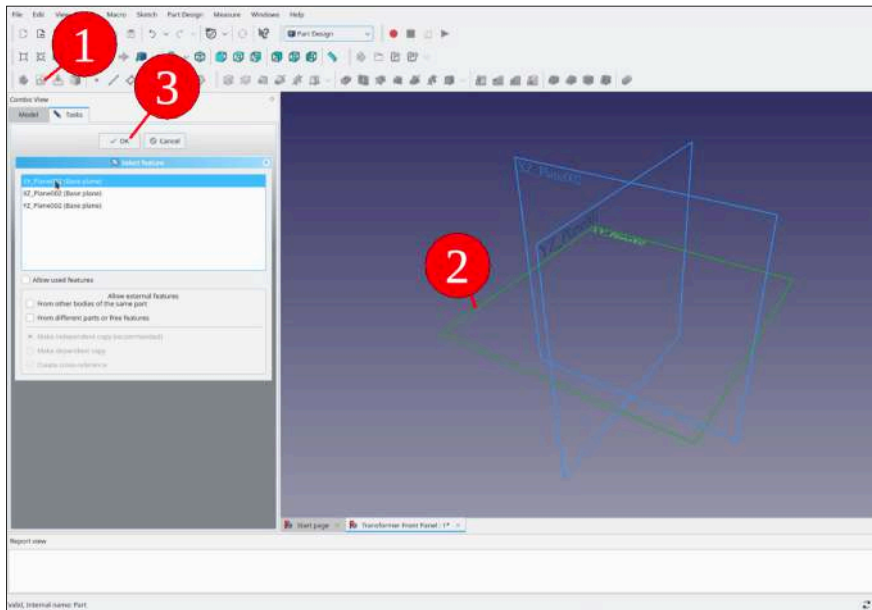 File Edit Macro Sketch Part Design Measure Windows Help
Part Design
1
3
Combo View
Model Tasks
OK Cancel
Select feature
(Base plane)
XZ_Plane002 (Base plane)
YZ_Plane002 (Base plane)
Allow used features
Allow external features
From other bodies of the same part
From different parts or free features
Make independent copy (recommended)
Make dependent copy
Create cross-reference
XZ_Plane002
2
Start page
Transformer Front Panel : 1*
Report view
Valid, Internal name: Part